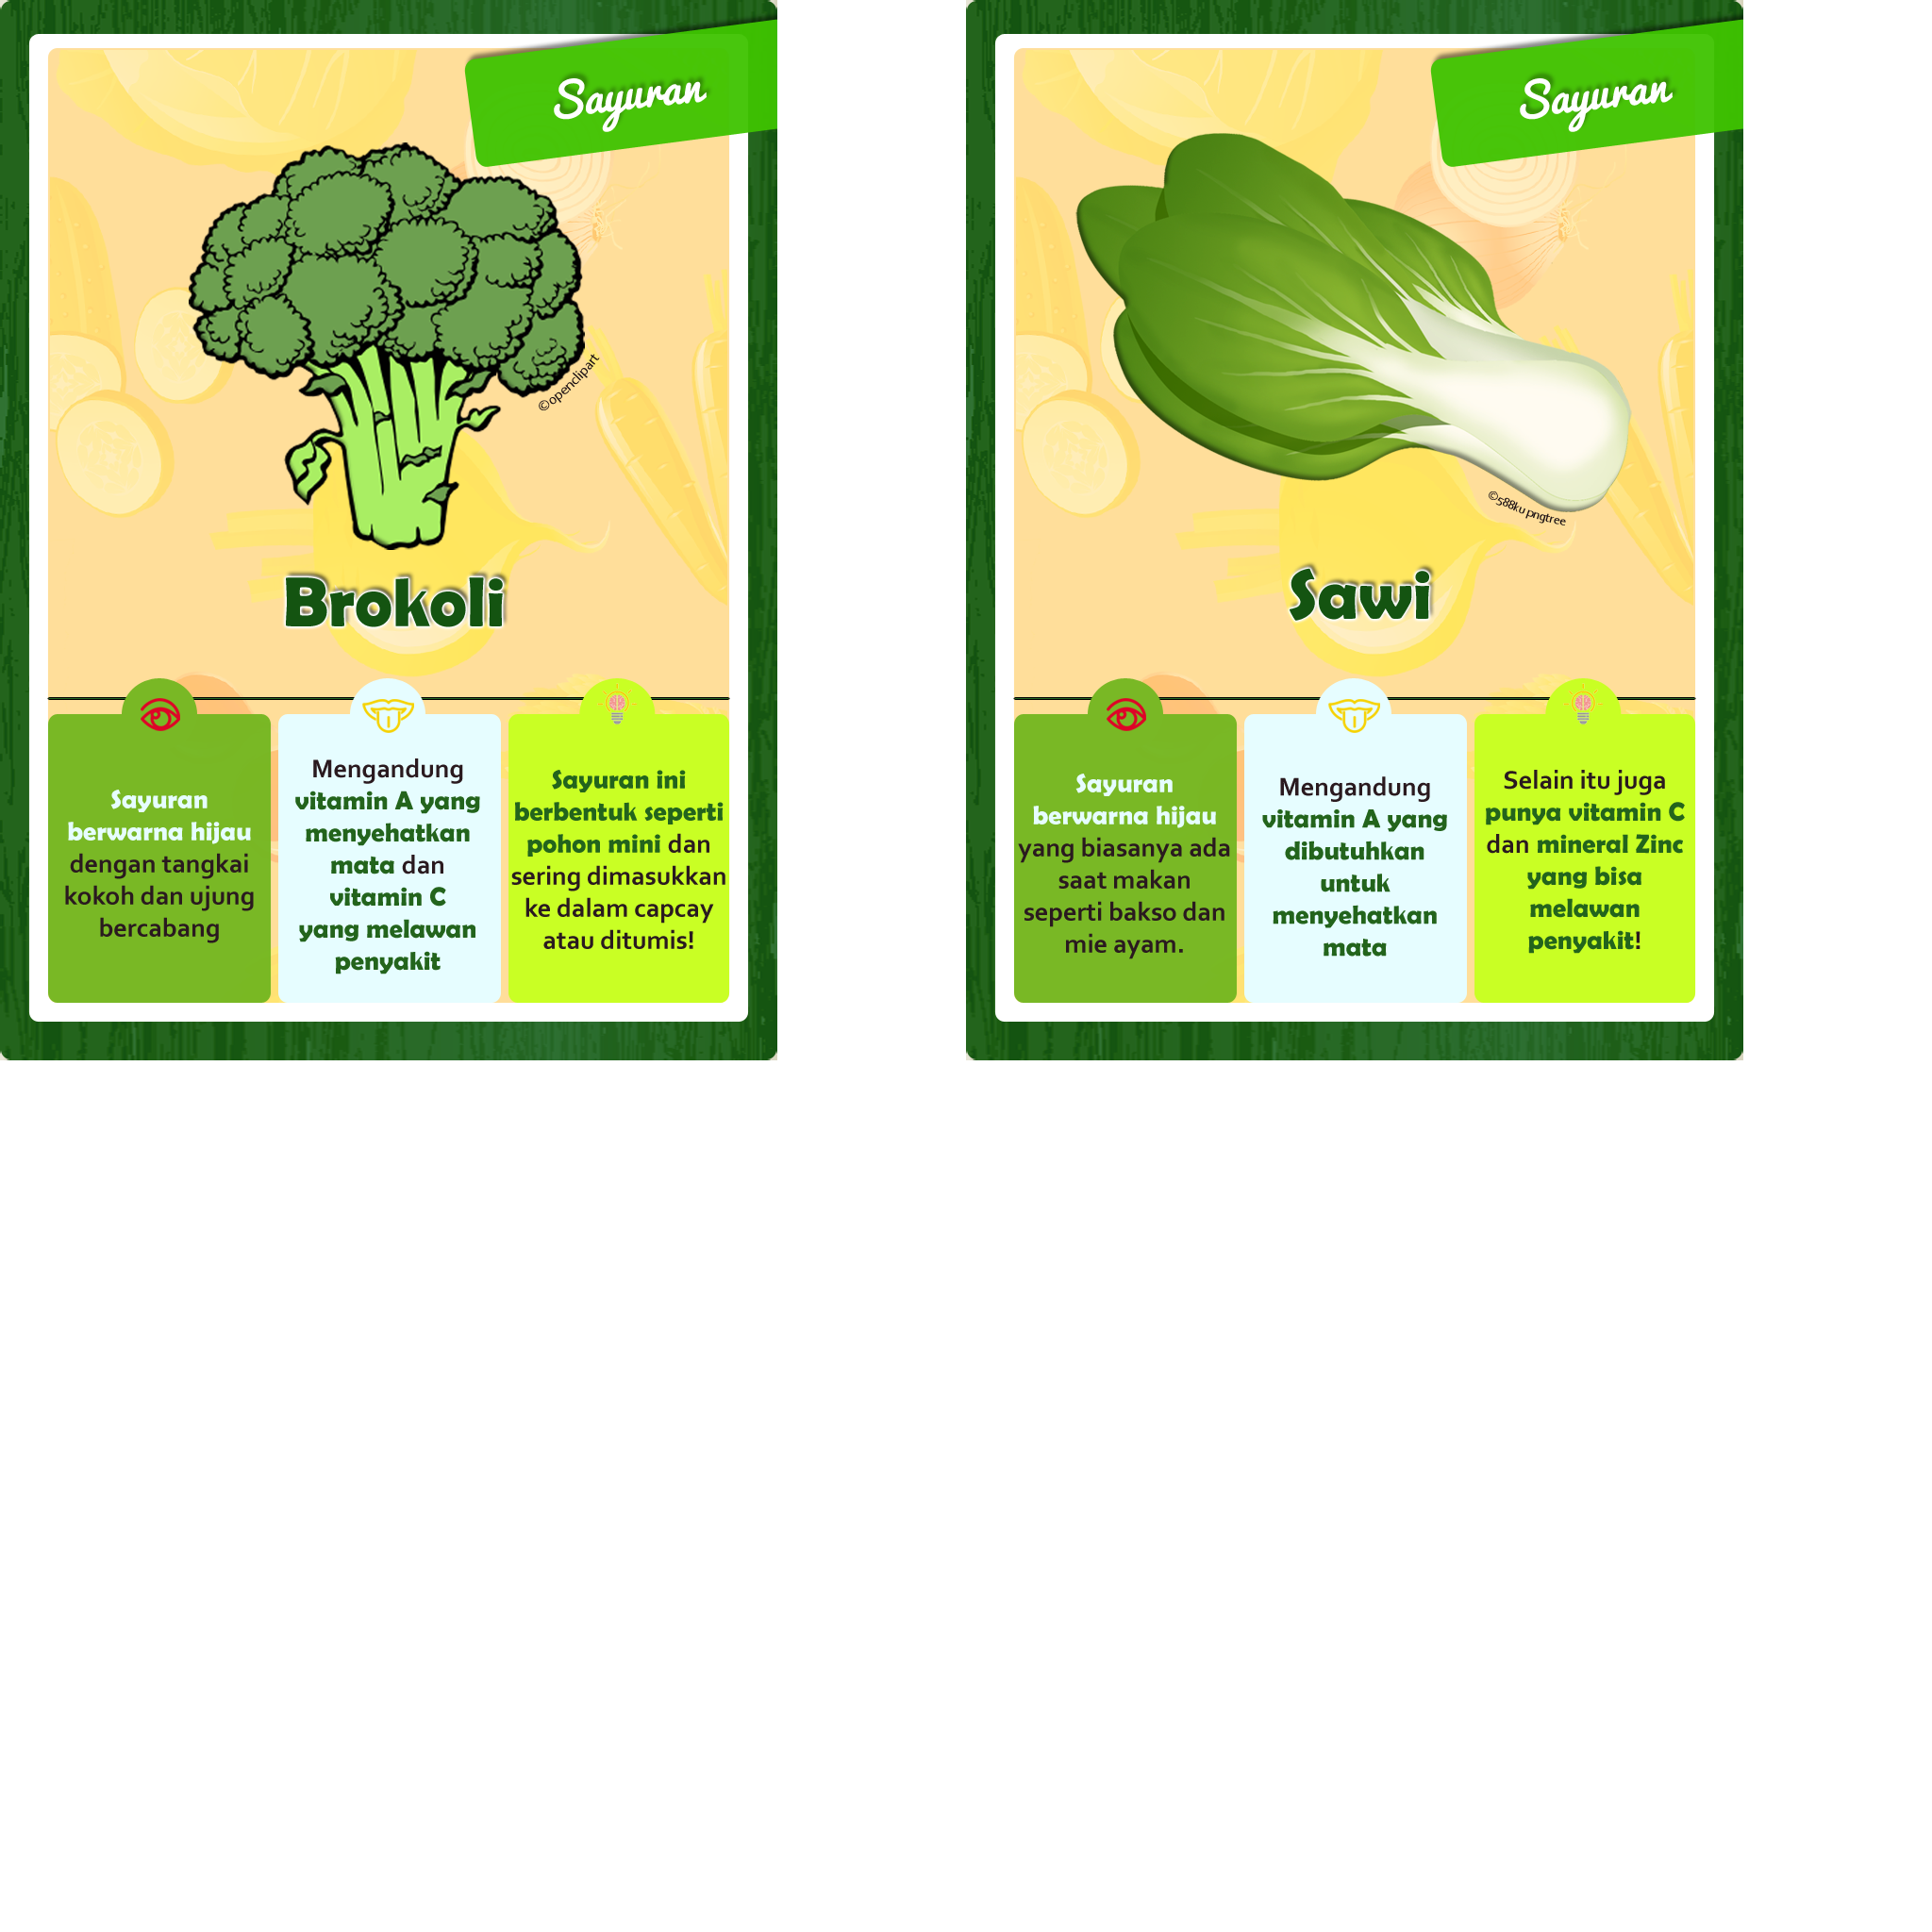 Sayuran
©openclipart
Brokoli
Sayuran
berwarna hijau
dengan tangkai
kokoh dan ujung
bercabang
Mengandung
vitamin A yang
menyehatkan
mata dan
vitamin C
yang melawan
penyakit
Sayuran ini
berbentuk seperti
pohon mini dan
sering dimasukkan
ke dalam capcay
atau ditumis!
Sayuran
©588ku pngtree
Sawi
Sayuran
berwarna hijau
yang biasanya ada
saat makan
seperti bakso dan
mie ayam.
Mengandung
vitamin A yang
dibutuhkan
untuk
menyehatkan
mata
Selain itu juga
punya vitamin C
dan mineral Zinc
yang bisa
melawan
penyakit!